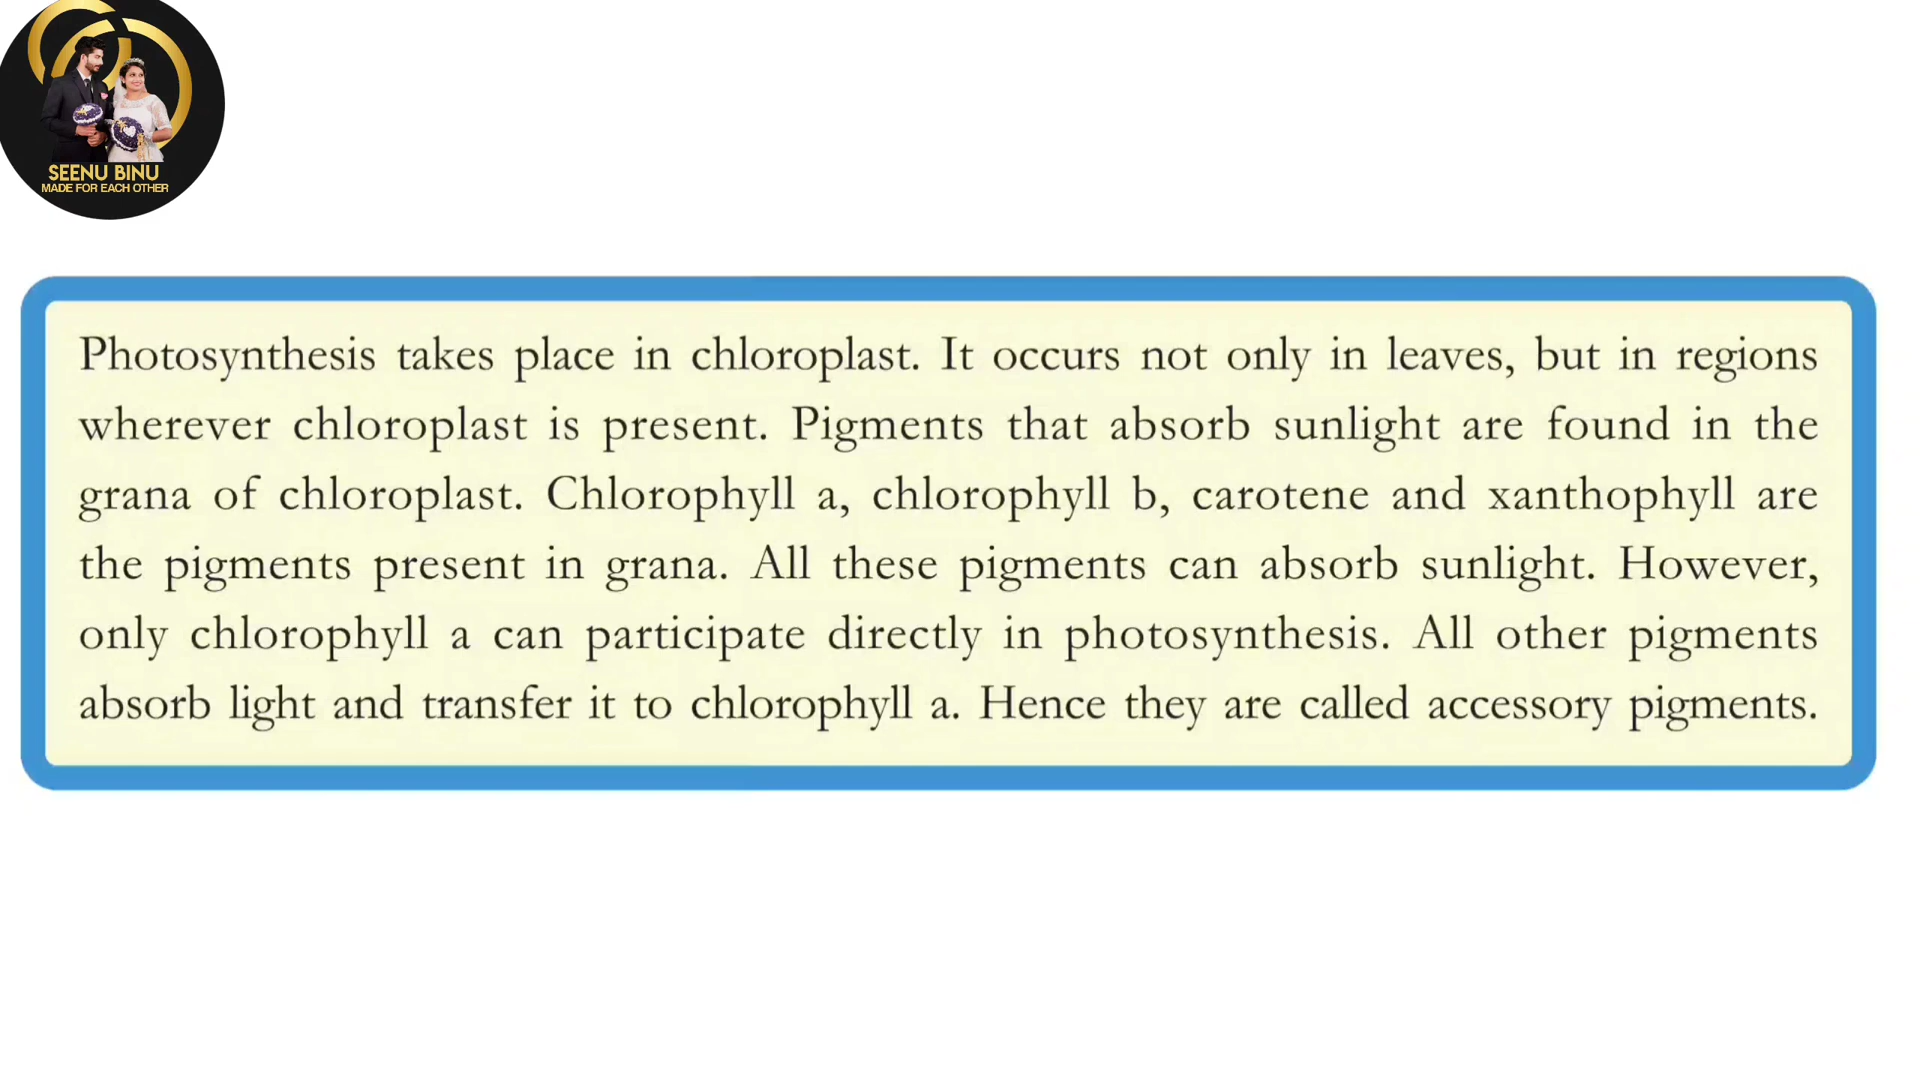 SEENU BINU
MADE FOR EACH OTHER
Photosynthesis takes place in chloroplast. It occurs not only in leaves, but in regions
wherever chloroplast is present. Pigments that absorb sunlight are found in the
grana of chloroplast. Chlorophyll a, chlorophyll b, carotene and xanthophyll are
the pigments present in grana. All these pigments can absorb sunlight. However,
only chlorophyll a can participate directly in photosynthesis. All other pigments
absorb light and transfer it to chlorophyll a. Hence they are called accessory pigments.